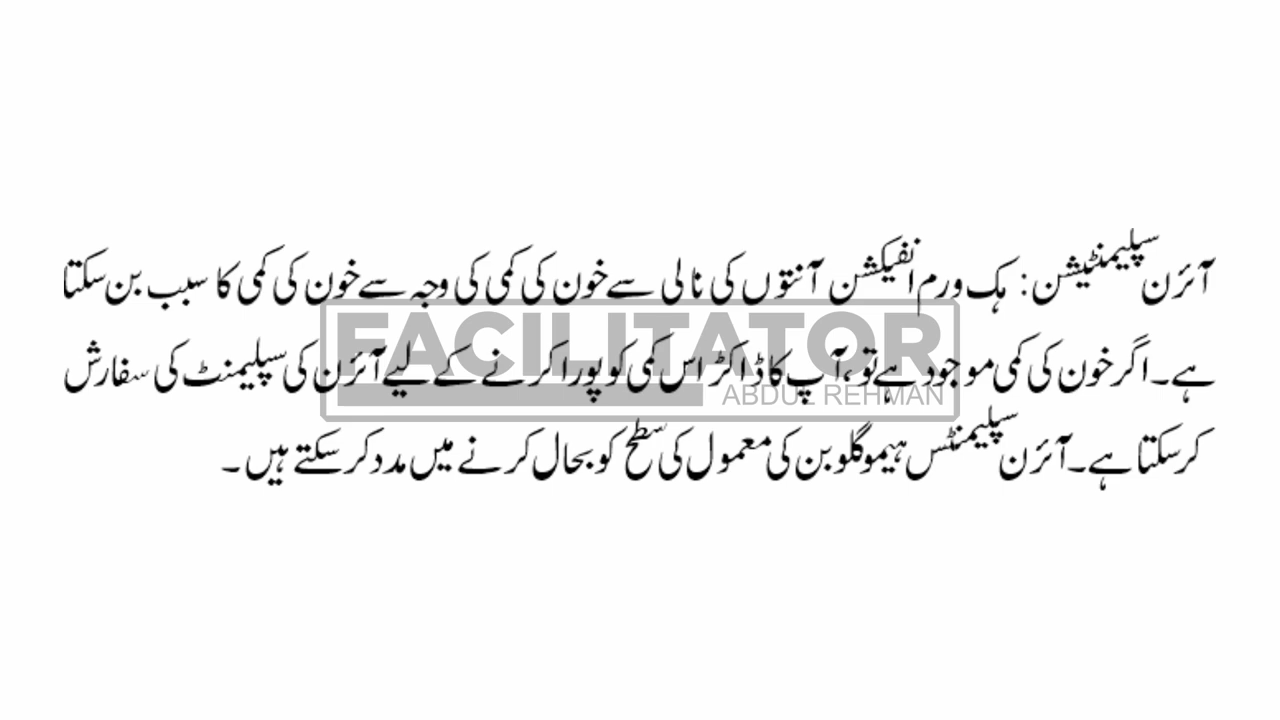 آئرن سپلیمنٹیشن: ہک ورم انفیکشن آنتوں کی نالی سے خون کی کمی کی وجہ سے خون کی کمی کا سبب بن سکتا
ہے۔ اگر خون کی کمی موجود ہے تو، آپ کا ڈاکٹر اس کمی کو پورا کرنے کے لیے آئرن کی سپلیمنٹ کی سفارش
کر سکتا ہے۔ آئرن سپلیمنٹس ہیموگلوبن کی معمول کی سطح کو بحال کرنے میں مدد کر سکتے ہیں۔
FACILITATOR
ABDUL REHMAN